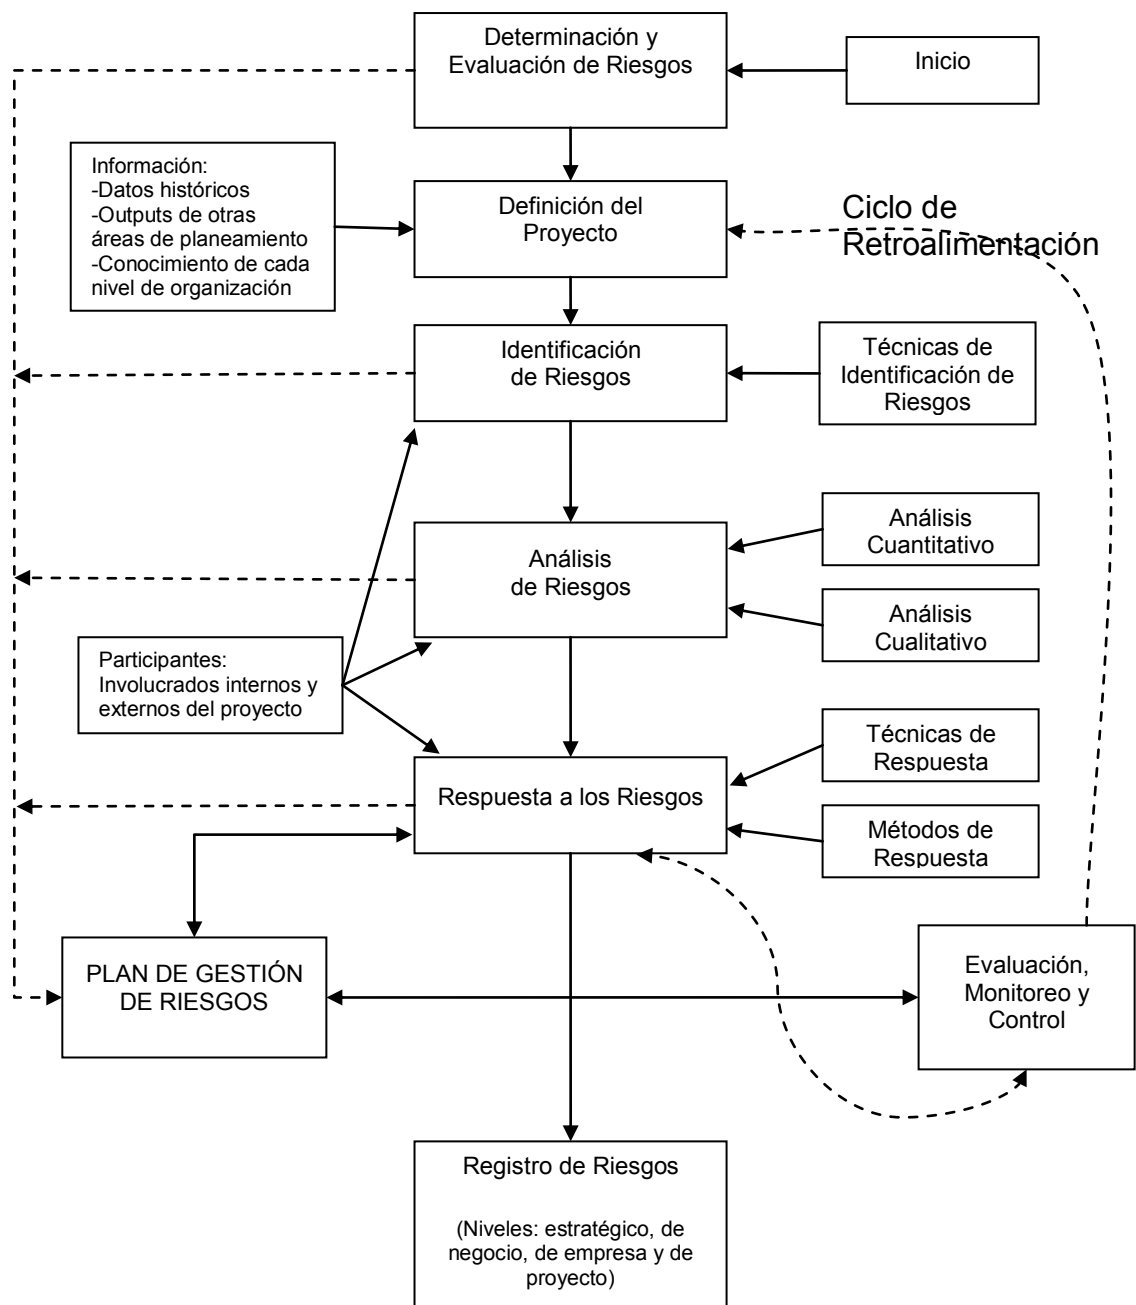 Determinación y
Evaluación de Riesgos
Inicio
Información:
-Datos históricos
-Outputs de otras
áreas de planeamiento
-Conocimiento de cada
nivel de organización
Definición del
Proyecto
Ciclo de
Retroalimentación
Identificación
de Riesgos
Técnicas de
Identificación de
Riesgos
Análisis
de Riesgos
Análisis
Cuantitativo
Análisis
Cualitativo
Participantes:
Involucrados internos y
externos del proyecto
Técnicas de
Respuesta
Respuesta a los Riesgos
Métodos de
Respuesta
PLAN DE GESTIÓN
DE RIESGOS
Evaluación,
Monitoreo y
Control
Registro de Riesgos
(Niveles: estratégico, de
negocio, de empresa y de
proyecto)